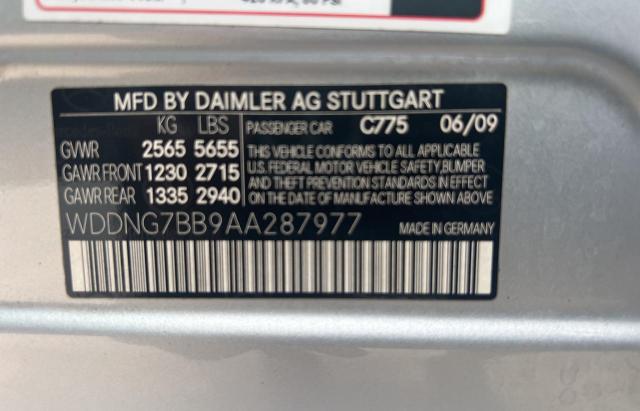 MFD BY DAIMLER AG STUTTGART
KG LBS PASSENGER CAR C775 06/09
GVWR 2565 5655 THIS VEHICLE CONFORMS TO ALL APPLICABLE
GAWR FRONT 1230 2715 U.S. FEDERAL MOTOR VEHICLE SAFETY, BUMPER
AND THEFT PREVENTION STANDARDS IN EFFECT
GAWR REAR 1335 2940 ON THE DATE OF MANUFACTURE SHOWN ABOVE
WDDNG7BB9AA287977 MADE IN GERMANY